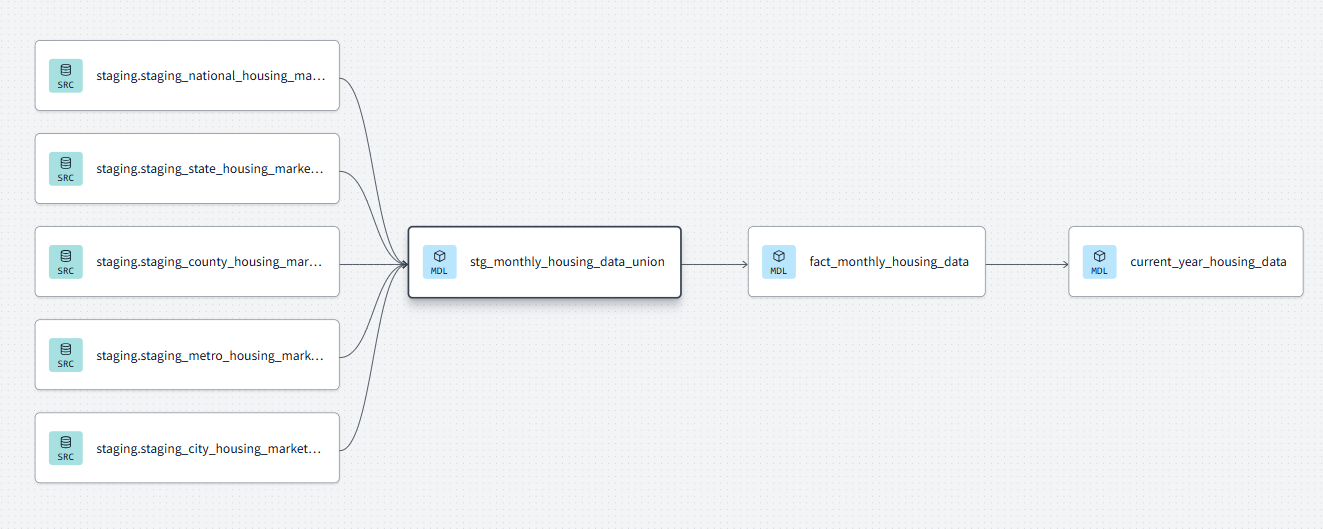 SRC
staging.staging_national_housing_ma...
SRC
staging.staging_state_housing_marke...
SRC
staging.staging_county_housing_mar...
MDL
stg_monthly_housing_data_union
MDL
fact_monthly_housing_data
MDL
current_year_housing_data
SRC
staging.staging_metro_housing_mark...
SRC
staging.staging_city_housing_market...